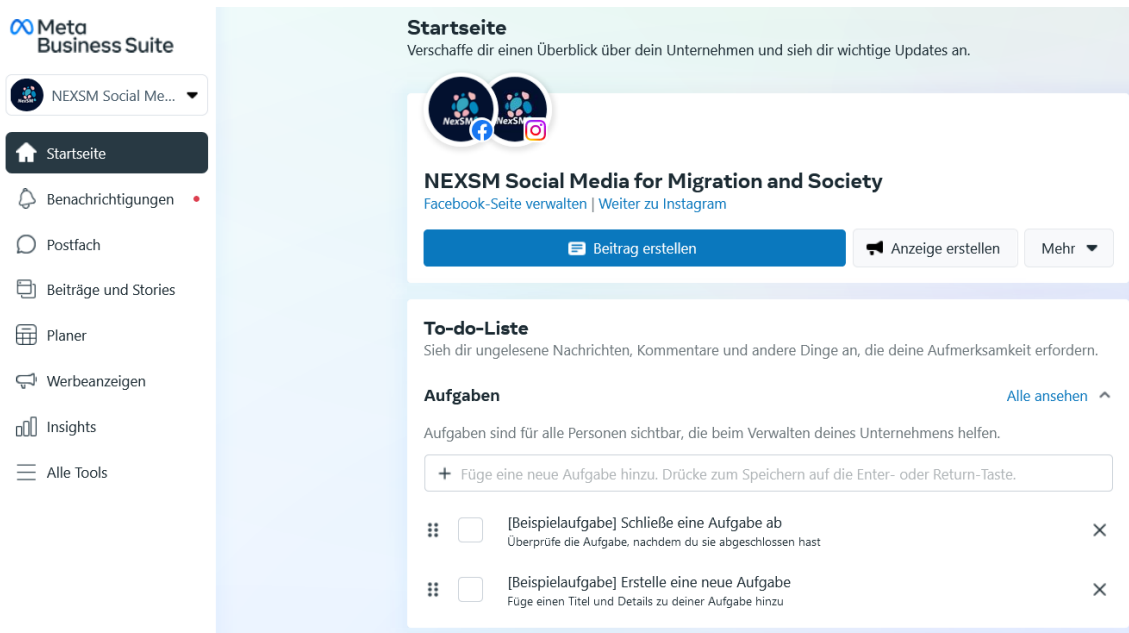 Meta
Business Suite
NEXSM Social Me...
Startseite
Benachrichtigungen
Postfach
Beiträge und Stories
Planer
Werbeanzeigen
Insights
Alle Tools
Startseite
Verschaffe dir einen Überblick über dein Unternehmen und sieh dir wichtige Updates an.
NexSM
NexSM
NEXSM Social Media for Migration and Society
Facebook-Seite verwalten | Weiter zu Instagram
Beitrag erstellen
Anzeige erstellen
Mehr
To-do-Liste
Sieh dir ungelesene Nachrichten, Kommentare und andere Dinge an, die deine Aufmerksamkeit erfordern.
Aufgaben
Alle ansehen
Aufgaben sind für alle Personen sichtbar, die beim Verwalten deines Unternehmens helfen.
+ Füge eine neue Aufgabe hinzu. Drücke zum Speichern auf die Enter- oder Return-Taste.
[Beispielaufgabe] Schließe eine Aufgabe ab
Überprüfe die Aufgabe, nachdem du sie abgeschlossen hast
[Beispielaufgabe] Erstelle eine neue Aufgabe
Füge einen Titel und Details zu deiner Aufgabe hinzu